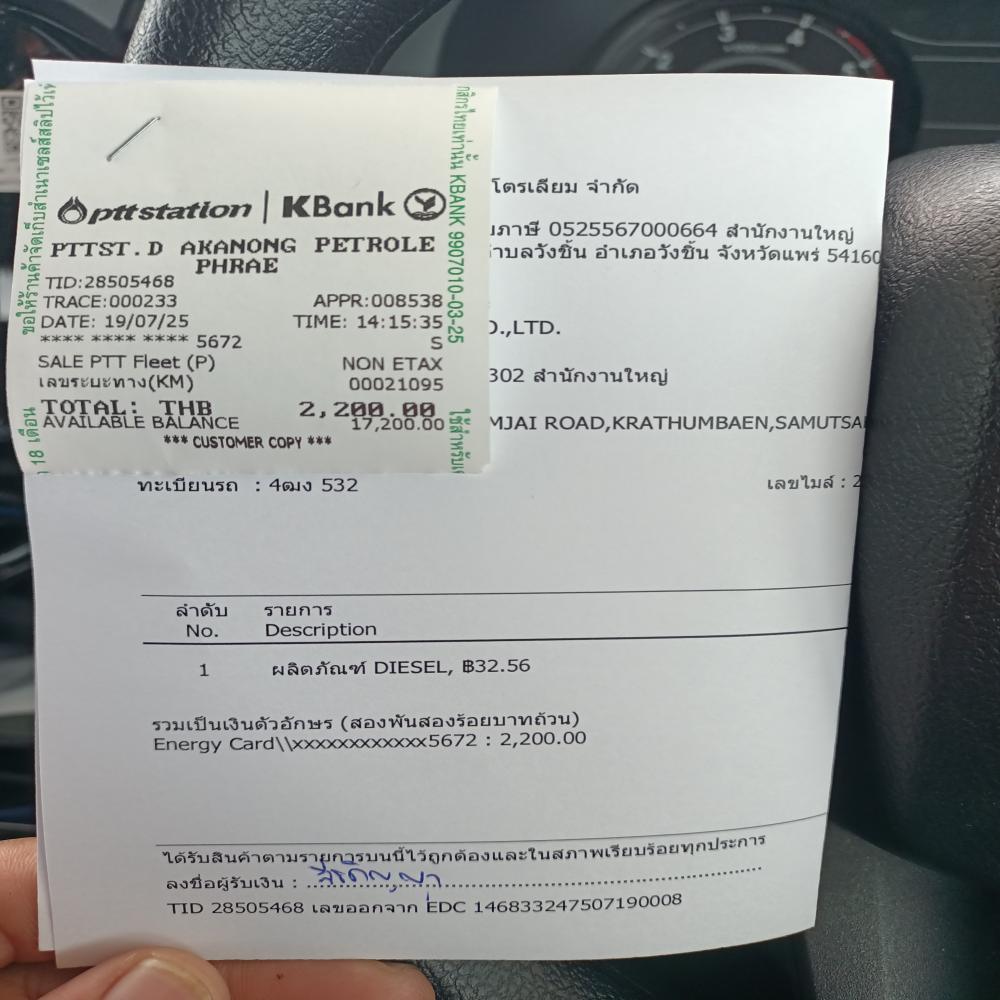 pttstation | KBank
PTTST.D AKANONG PETROLE
PHRAE
TID:28505468
TRACE:000233 APPR:008538
DATE: 19/07/25 TIME: 14:15:35
**** **** **** 5672 S
SALE PTT Fleet (P) NON ETAX
เลขระยะทาง(KM) 00021095
TOTAL: THB 2,200.00
AVAILABLE BALANCE 17,200.00
*** CUSTOMER COPY ***
ขอให้ร้านค้าจัดเก็บสำเนาเซลส์สลิปไว้
18 เดือน
กสิกรไทยเท่านั้น KBANK 9907010-03-25
ใช้สำหรับ
โตรเลียม จำกัด
ภาษี 0525567000664 สำนักงานใหญ่
วังชิ้น อำเภอวังชิ้น จังหวัดแพร่ 54160
O.,LTD.
302 สำนักงานใหญ่
MJAI ROAD,KRATHUMBAEN,SAMUTSA
ทะเบียนรถ : 4ฒง 532 เลขไมล์ : 2
ลำดับ รายการ
No. Description
1 ผลิตภัณฑ์ DIESEL, ฿32.56
รวมเป็นเงินตัวอักษร (สองพันสองร้อยบาทถ้วน)
Energy Card\\xxxxxxxxxxxx5672 : 2,200.00
ได้รับสินค้าตามรายการบนนี้ไว้ถูกต้องและในสภาพเรียบร้อยทุกประการ
ลงชื่อผู้รับเงิน :
TID 28505468 เลขออกจาก EDC 146833247507190008